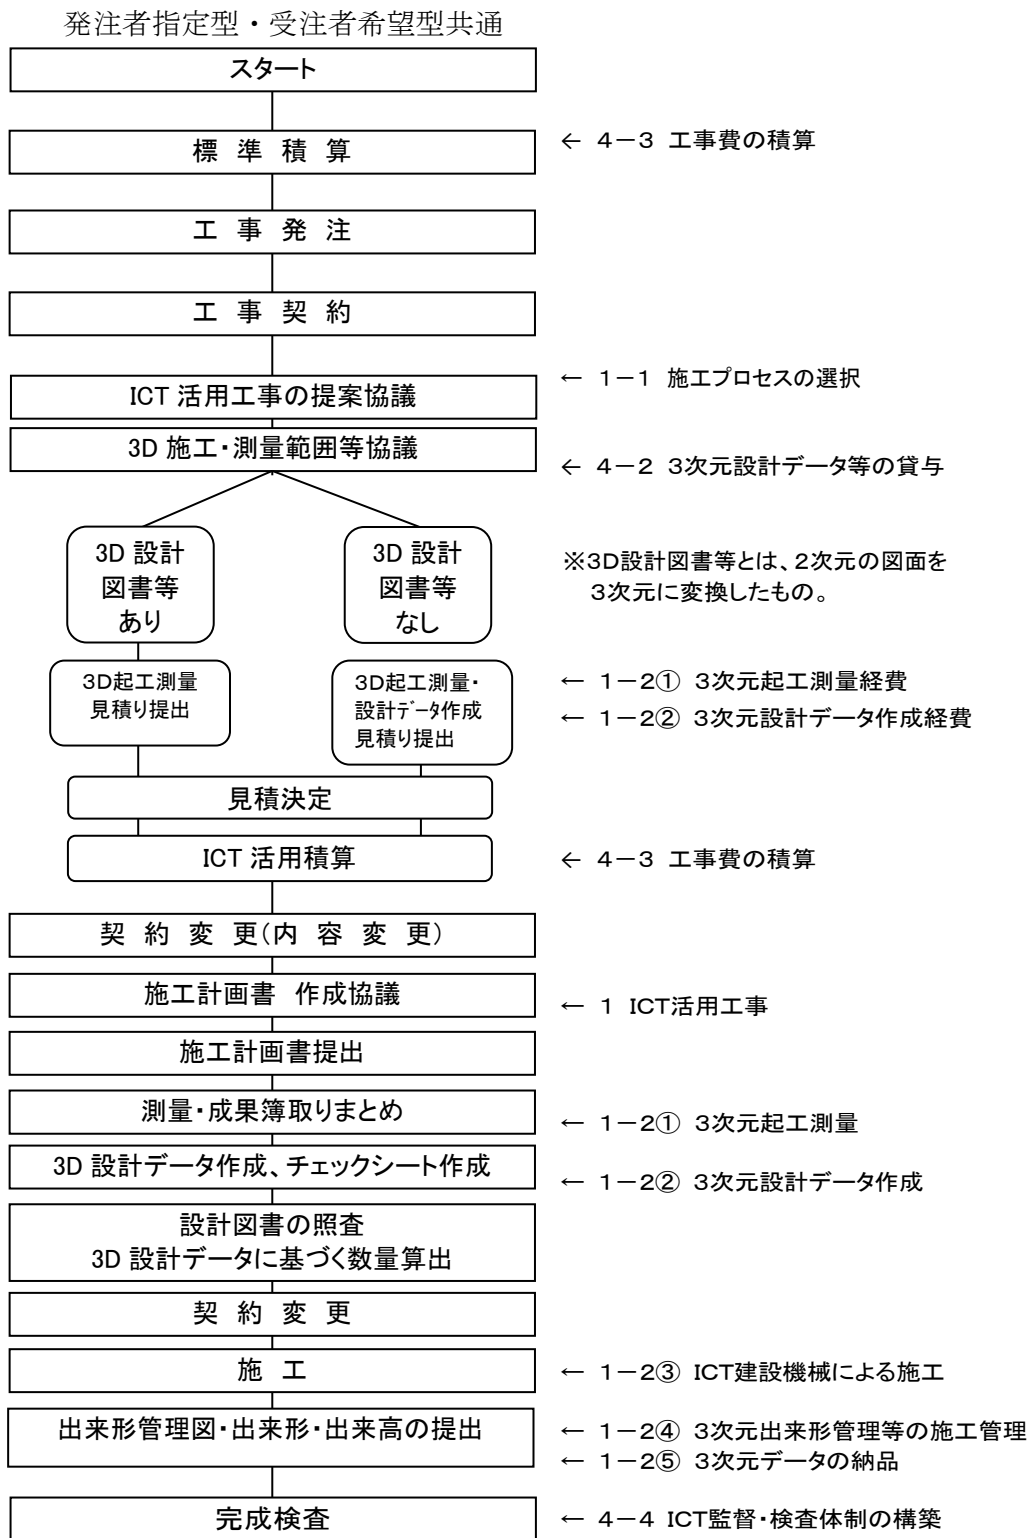 発注者指定型・受注者希望型共通
スタート
標 準 積 算
← 4-3 工事費の積算
工 事 発 注
工 事 契 約
ICT 活用工事の提案協議
← 1-1 施工プロセスの選択
3D 施工・測量範囲等協議
← 4-2 3次元設計データ等の貸与
3D 設計
図書等
あり
3D 設計
図書等
なし
※3D設計図書等とは、2次元の図面を
3次元に変換したもの。
3D起工測量
見積り提出
3D起工測量・
設計ﾃﾞｰﾀ作成
見積り提出
← 1-2① 3次元起工測量経費
← 1-2② 3次元設計データ作成経費
見積決定
ICT 活用積算
← 4-3 工事費の積算
契 約 変 更(内 容 変 更)
施工計画書 作成協議
← 1 ICT活用工事
施工計画書提出
測量・成果簿取りまとめ
← 1-2① 3次元起工測量
3D 設計データ作成、チェックシート作成
← 1-2② 3次元設計データ作成
設計図書の照査
3D 設計データに基づく数量算出
契 約 変 更
施 工
← 1-2③ ICT建設機械による施工
出来形管理図・出来形・出来高の提出
← 1-2④ 3次元出来形管理等の施工管理
← 1-2⑤ 3次元データの納品
完成検査
← 4-4 ICT監督・検査体制の構築